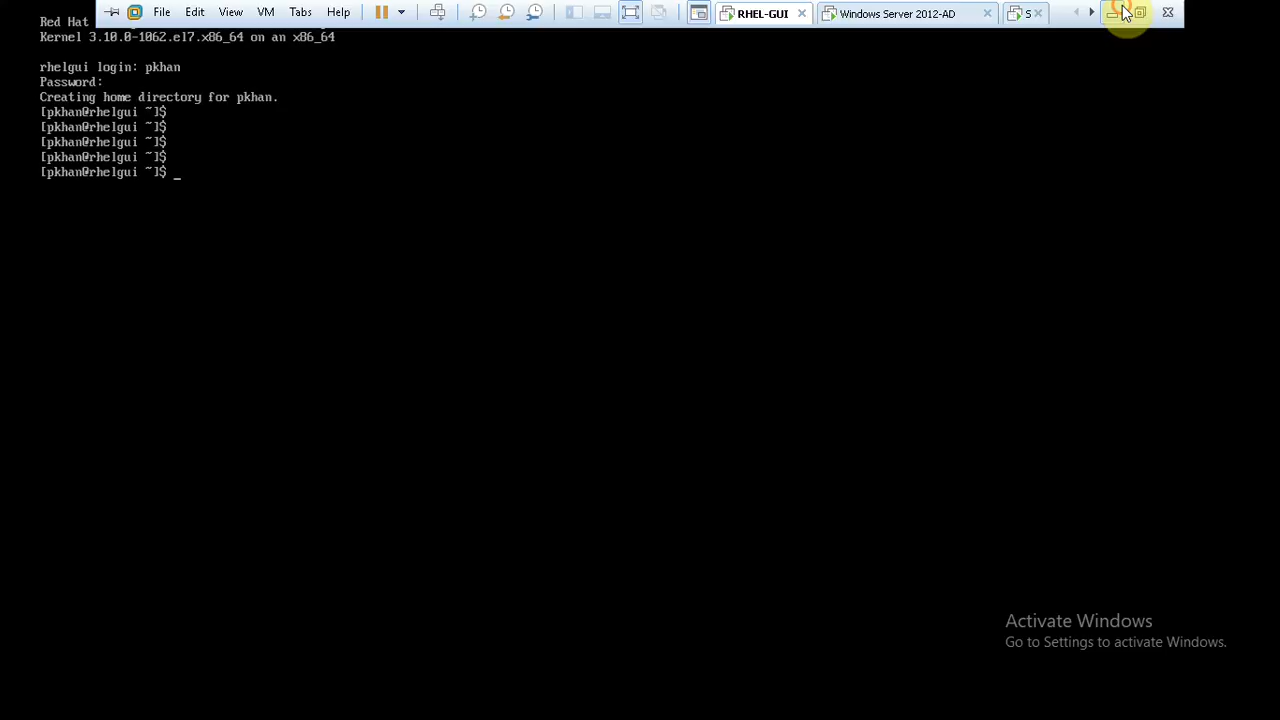 File Edit View VM Tabs Help RHEL-GUI Windows Server 2012-AD S
Red Hat
Kernel 3.10.0-1062.el7.x86_64 on an x86_64
rhelgui login: pkhan
Password:
Creating home directory for pkhan.
[pkhan@rhelgui ~]$
[pkhan@rhelgui ~]$
[pkhan@rhelgui ~]$
[pkhan@rhelgui ~]$
[pkhan@rhelgui ~]$ _
Activate Windows
Go to Settings to activate Windows.